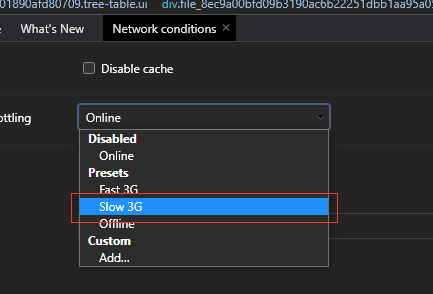 01890afd80709.tree-table.ui div.file_8ec9a00bfd09b3190ac6b22251dbb1aa95a05
What's New Network conditions ×
Disable cache
ottling Online
Disabled
Online
Presets
Fast 3G
Slow 3G
Offline
Custom
Add...